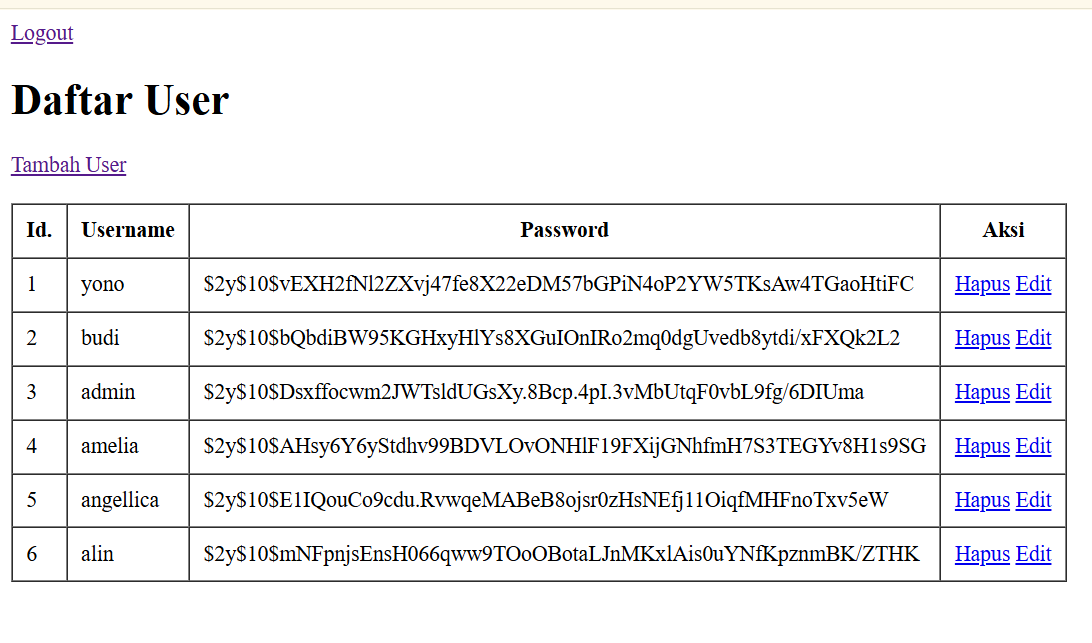 Logout
Daftar User
Tambah User
Id. Username Password Aksi
1 yono $2y$10$vEXH2fNl2ZXvj47fe8X22eDM57bGPiN4oP2YW5TKsAw4TGaoHtiFC Hapus Edit
2 budi $2y$10$bQbdiBW95KGHxyHlYs8XGuIOnIRo2mq0dgUvedb8ytdi/xFXQk2L2 Hapus Edit
3 admin $2y$10$Dsxffocwm2JWTsldUGsXy.8Bcp.4pI.3vMbUtqF0vbL9fg/6DIUma Hapus Edit
4 amelia $2y$10$AHsy6Y6yStdhv99BDVLOvONHlF19FXijGNhfmH7S3TEGYv8H1s9SG Hapus Edit
5 angellica $2y$10$E1IQouCo9cdu.RvwqeMABeB8ojsr0zHsNEfj11OiqfMHFnoTxv5eW Hapus Edit
6 alin $2y$10$mNFpnjsEnsH066qww9TOoOBotaLJnMKxlAis0uYNfKpznmBK/ZTHK Hapus Edit